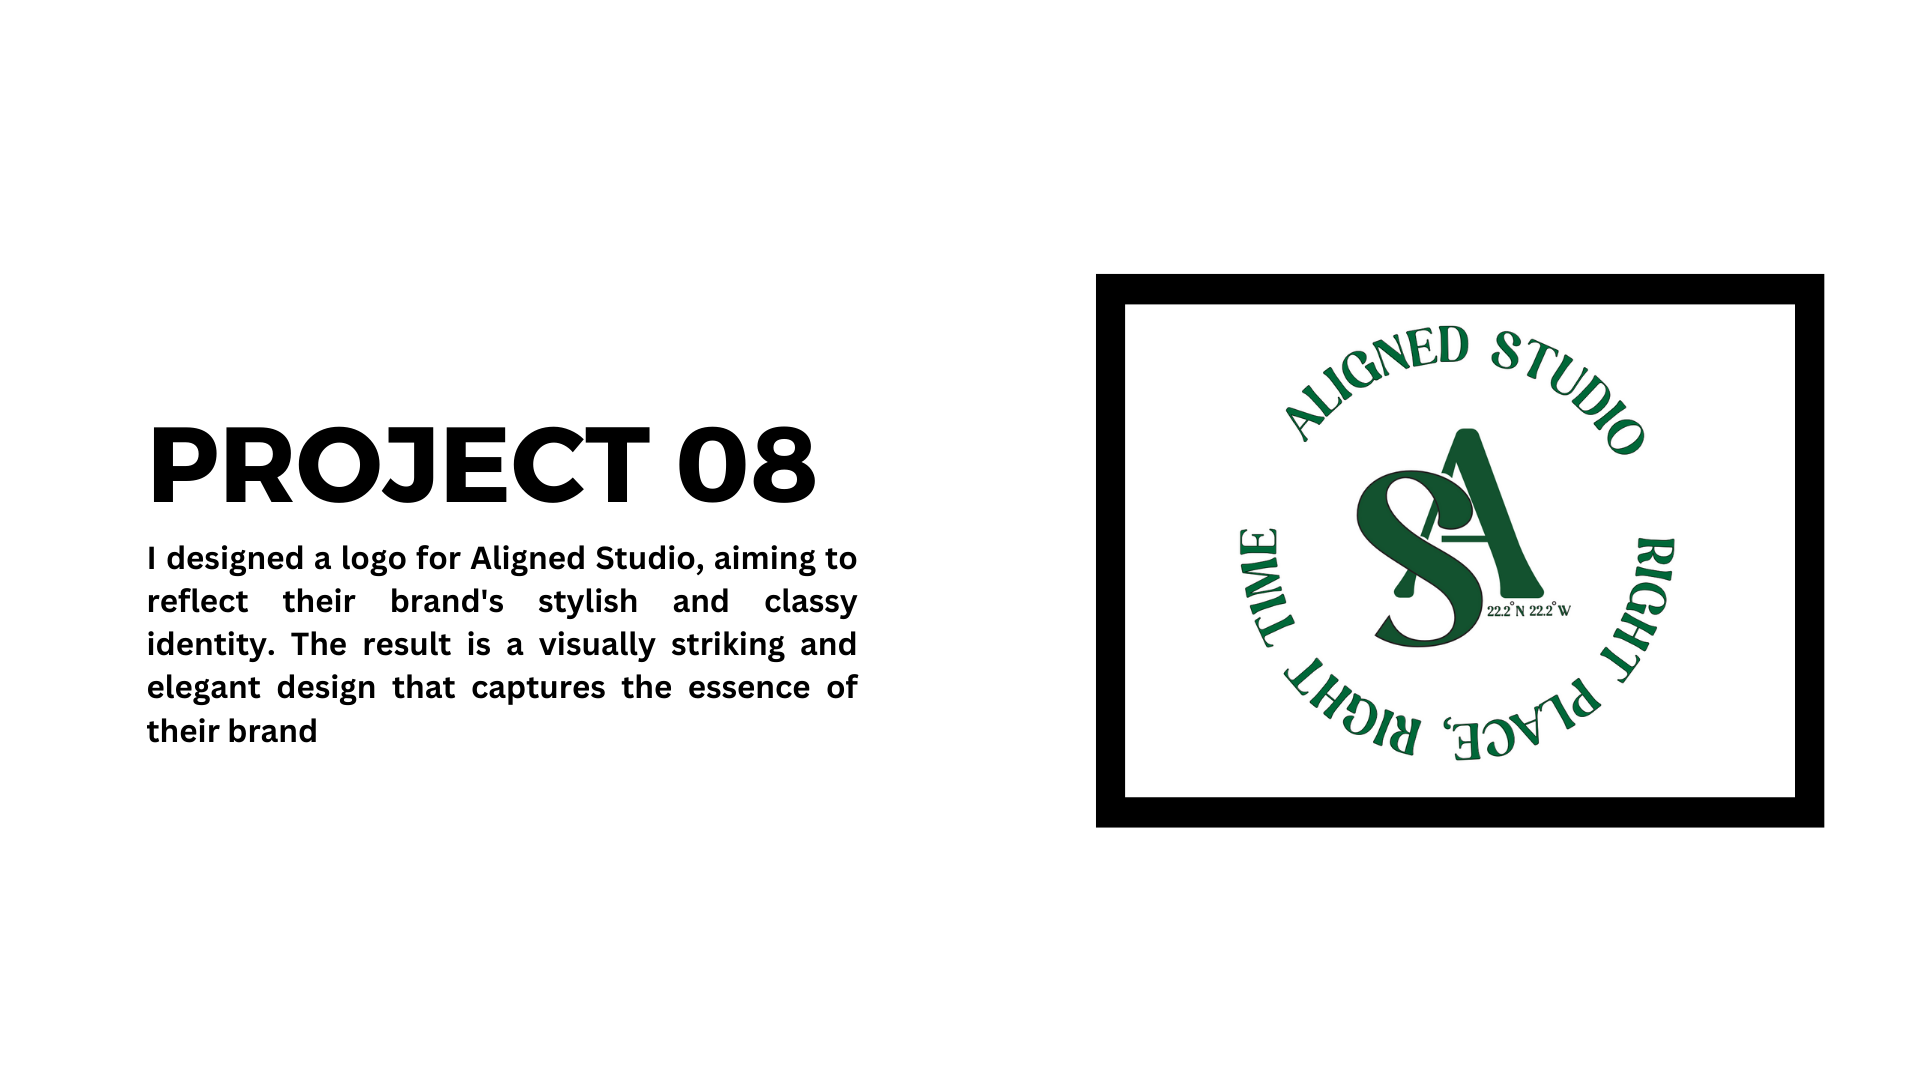 PROJECT 08
I designed a logo for Aligned Studio, aiming to
reflect their brand's stylish and classy
identity. The result is a visually striking and
elegant design that captures the essence of
their brand
ALIGNED STUDIO
SA
22.2°N 22.2°W
RIGHT PLACE, RIGHT TIME